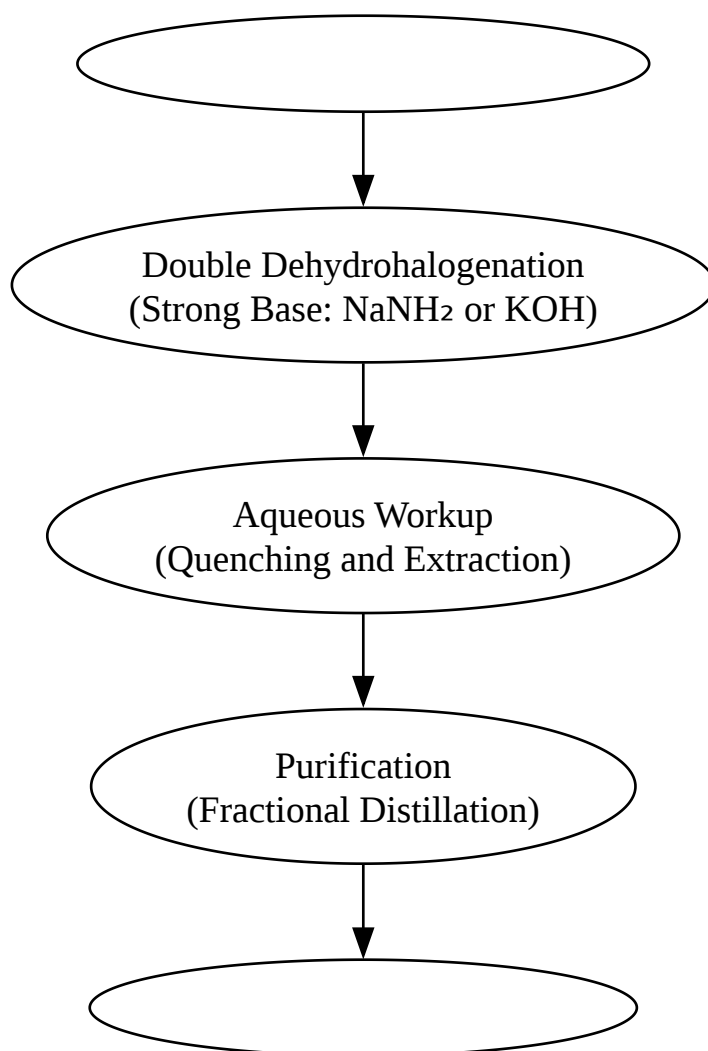 Double Dehydrohalogenation
(Strong Base: NaNH₂ or KOH)
Aqueous Workup
(Quenching and Extraction)
Purification
(Fractional Distillation)